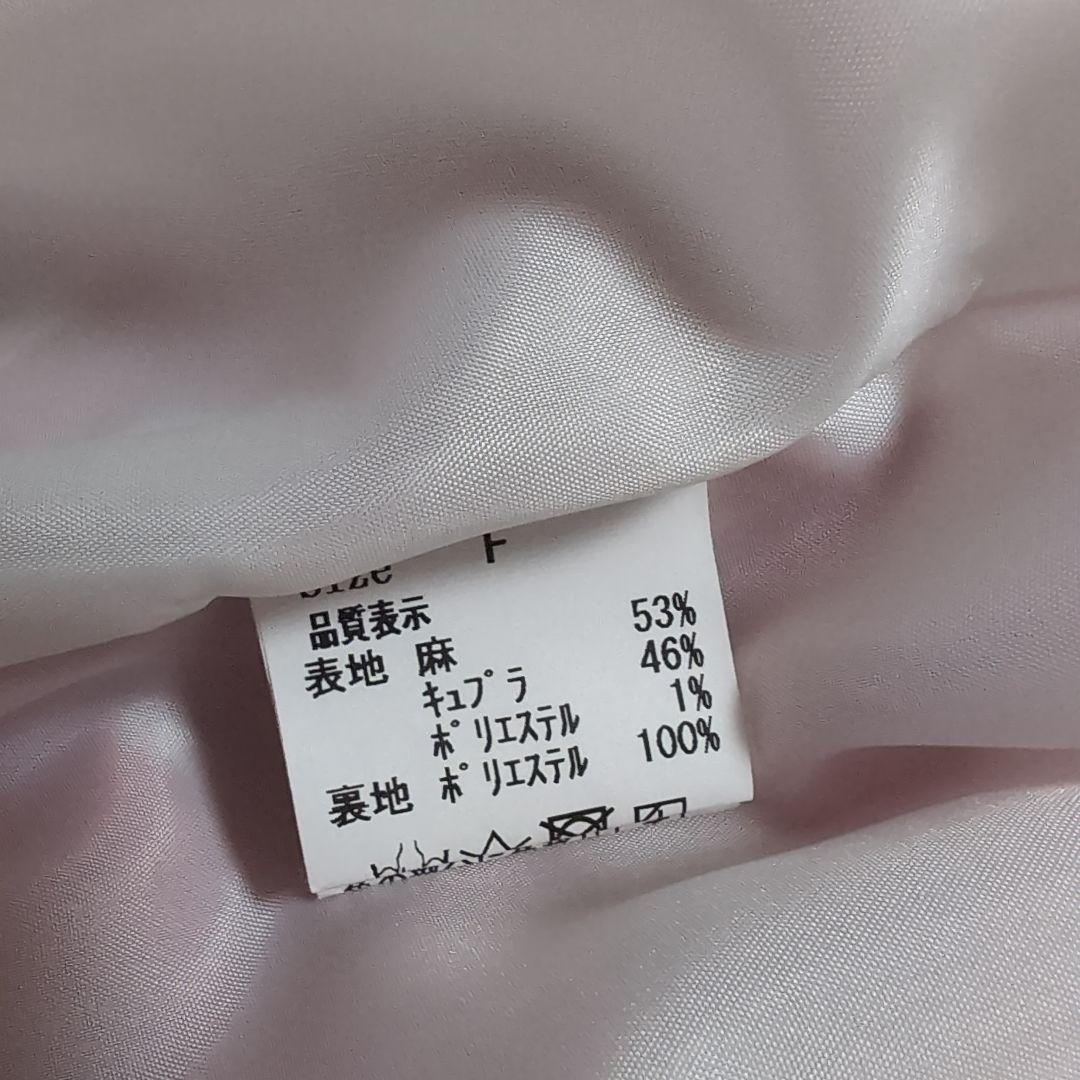 Size F
品質表示
表地 麻 53%
キュプラ 46%
ポリエステル 1%
裏地 ポリエステル 100%